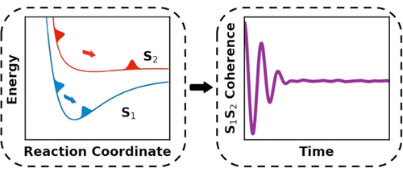 Energy
S₂
S₁
Reaction Coordinate
S₁S₂ Coherence
Time